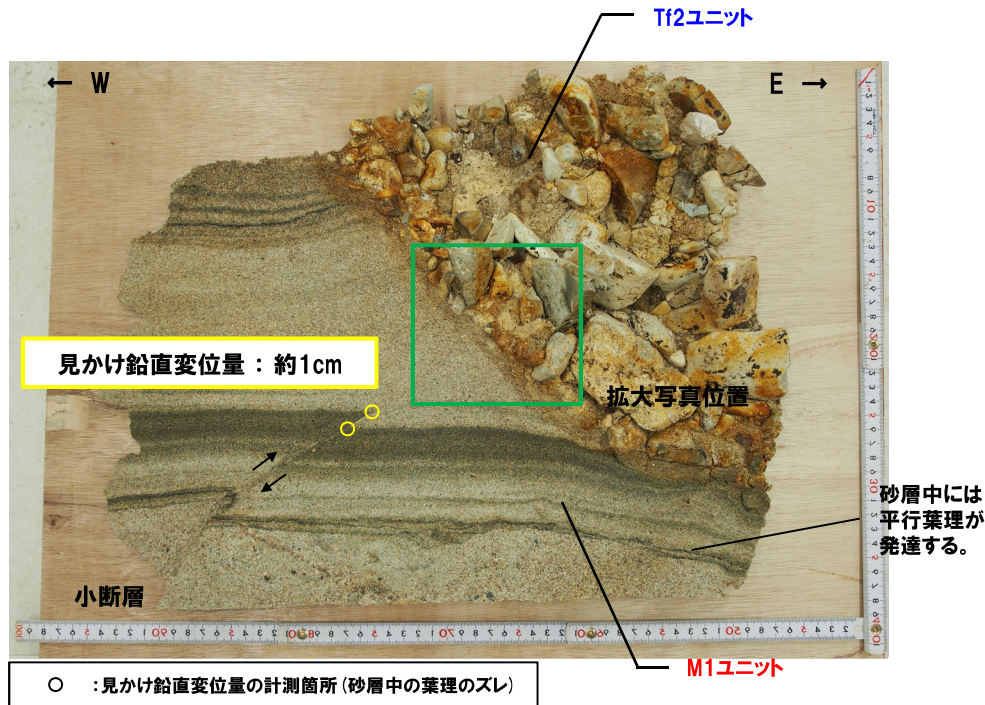 Tf2ユニット
← W
E →
見かけ鉛直変位量 : 約1cm
拡大写真位置
砂層中には
平行葉理が
発達する。
小断層
M1ユニット
○ :見かけ鉛直変位量の計測箇所(砂層中の葉理のズレ)